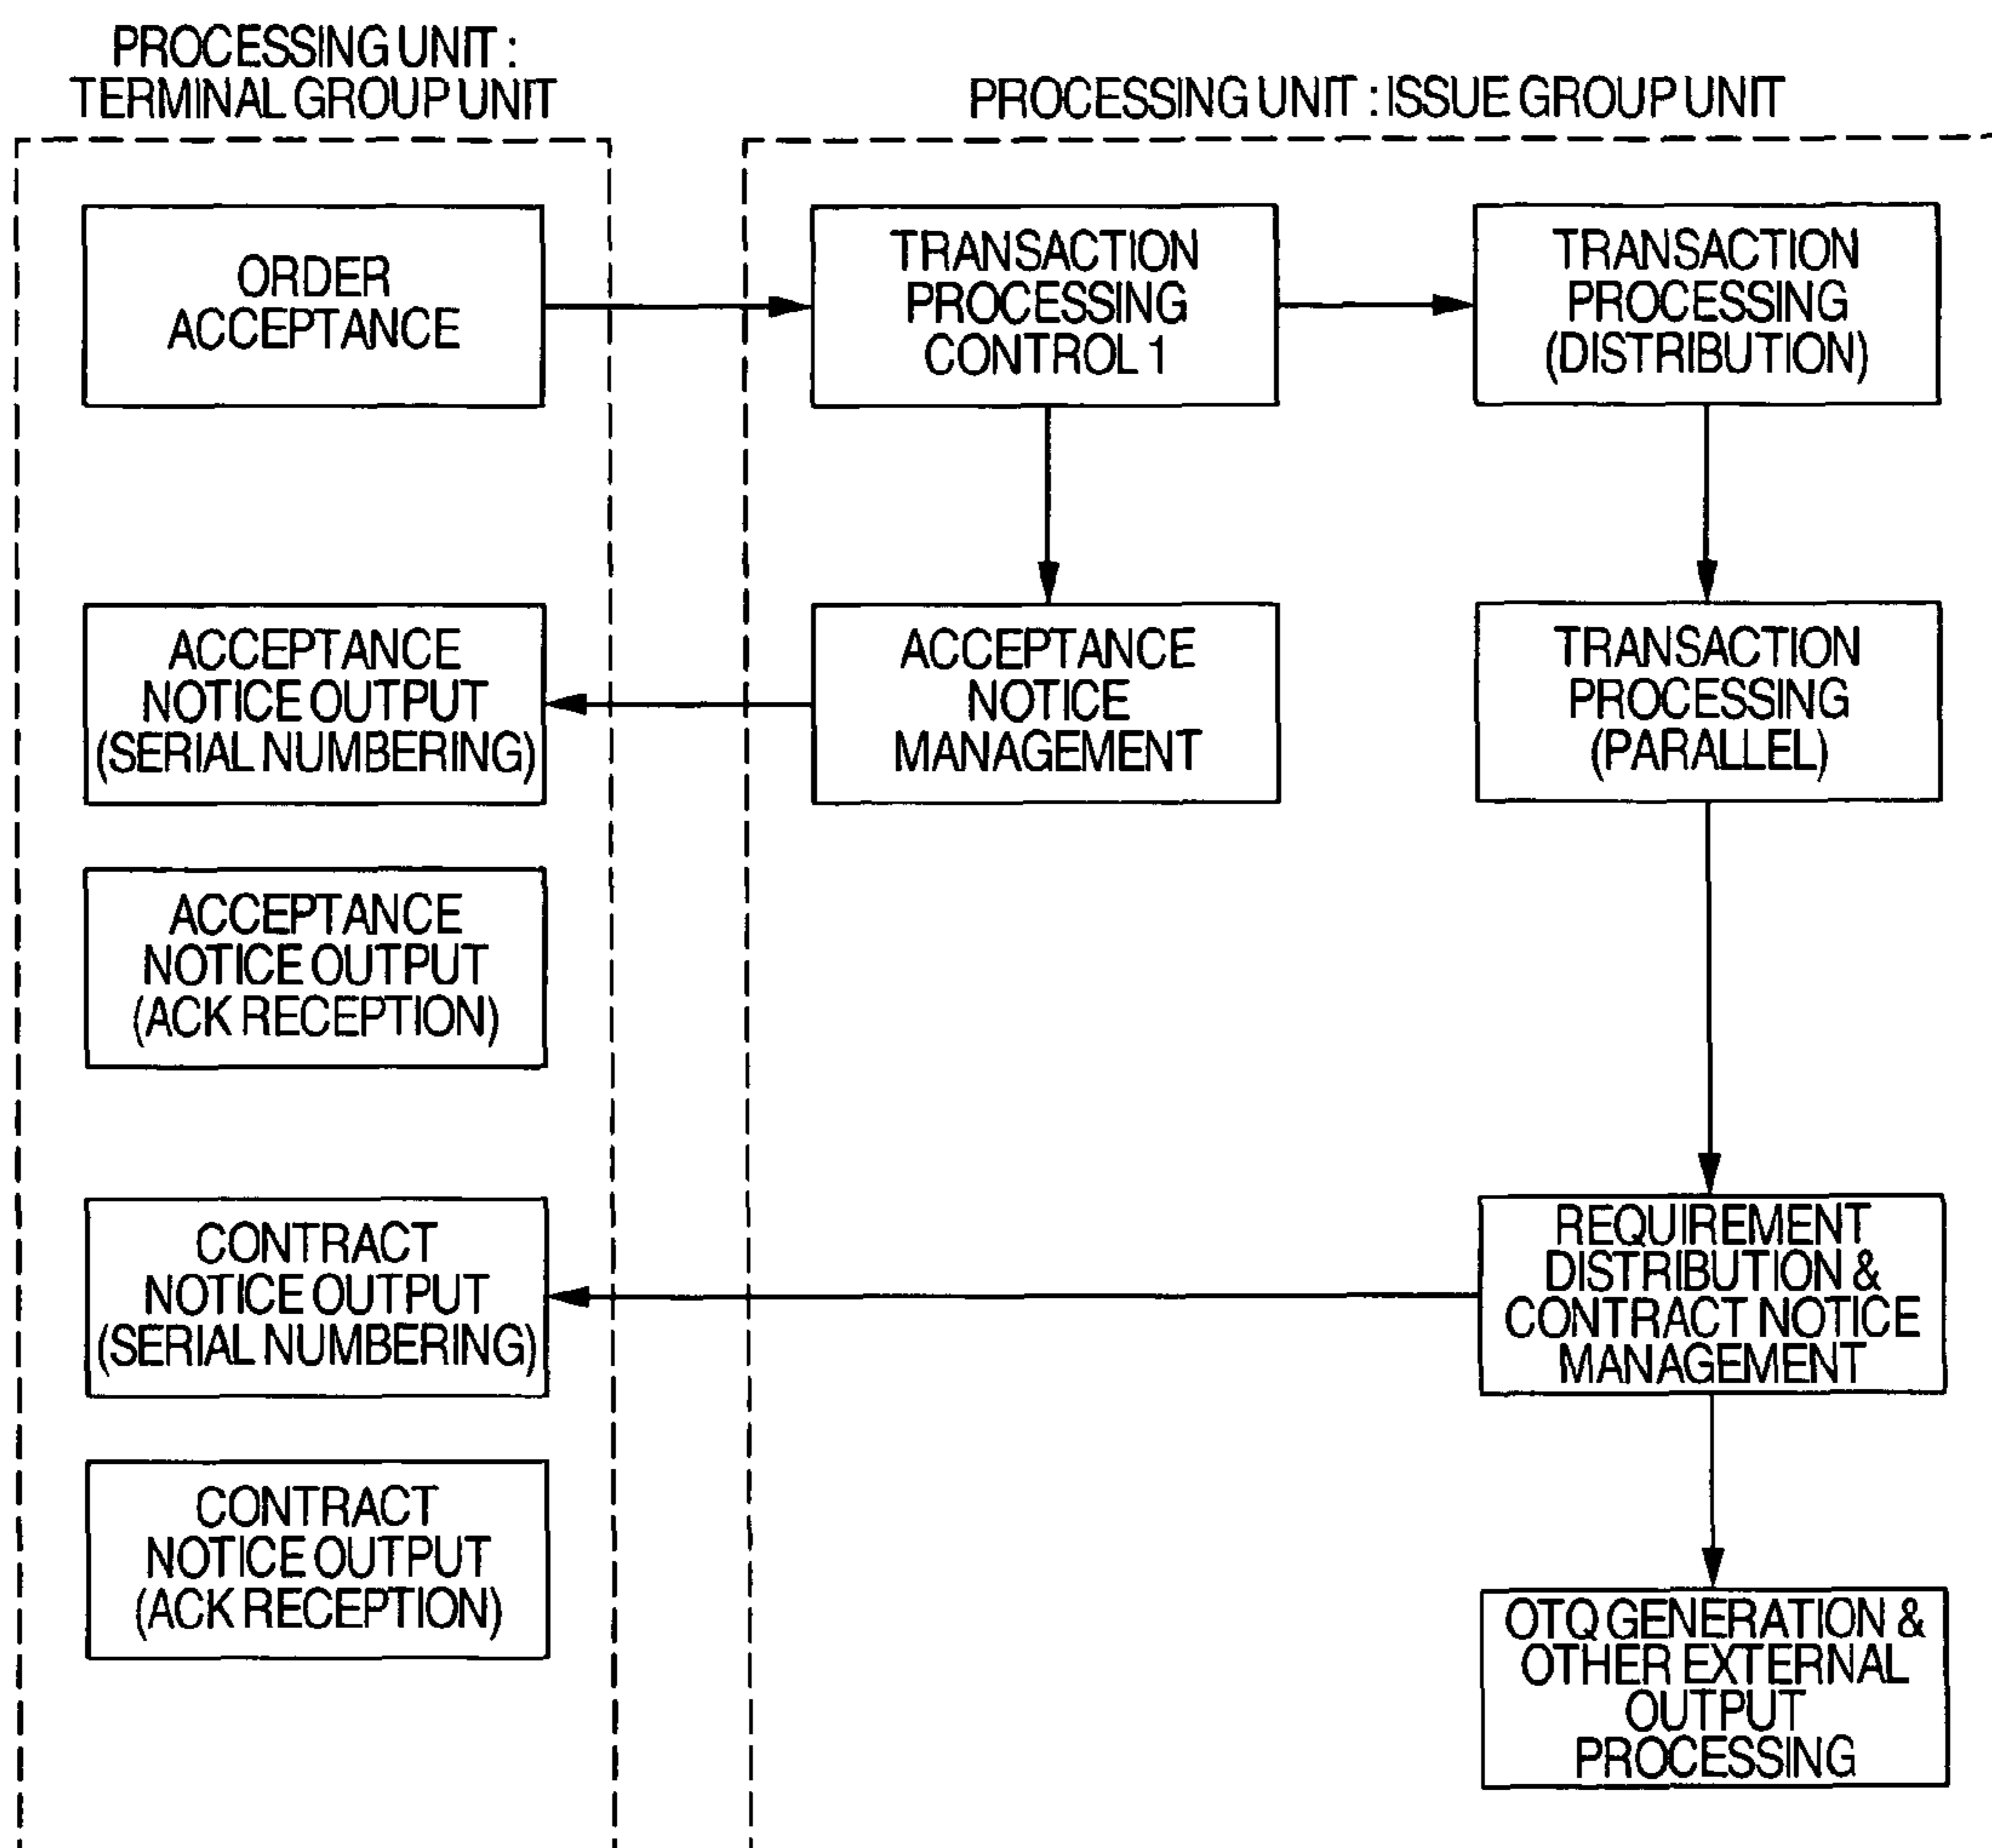 PROCESSING UNIT :
TERMINAL GROUP UNIT
PROCESSING UNIT : ISSUE GROUP UNIT
ORDER
ACCEPTANCE
TRANSACTION
PROCESSING
CONTROL 1
TRANSACTION
PROCESSING
(DISTRIBUTION)
ACCEPTANCE
NOTICE OUTPUT
(SERIAL NUMBERING)
ACCEPTANCE
NOTICE
MANAGEMENT
TRANSACTION
PROCESSING
(PARALLEL)
ACCEPTANCE
NOTICE OUTPUT
(ACK RECEPTION)
CONTRACT
NOTICE OUTPUT
(SERIAL NUMBERING)
REQUIREMENT
DISTRIBUTION &
CONTRACT NOTICE
MANAGEMENT
CONTRACT
NOTICE OUTPUT
(ACK RECEPTION)
OTQ GENERATION &
OTHER EXTERNAL
OUTPUT
PROCESSING